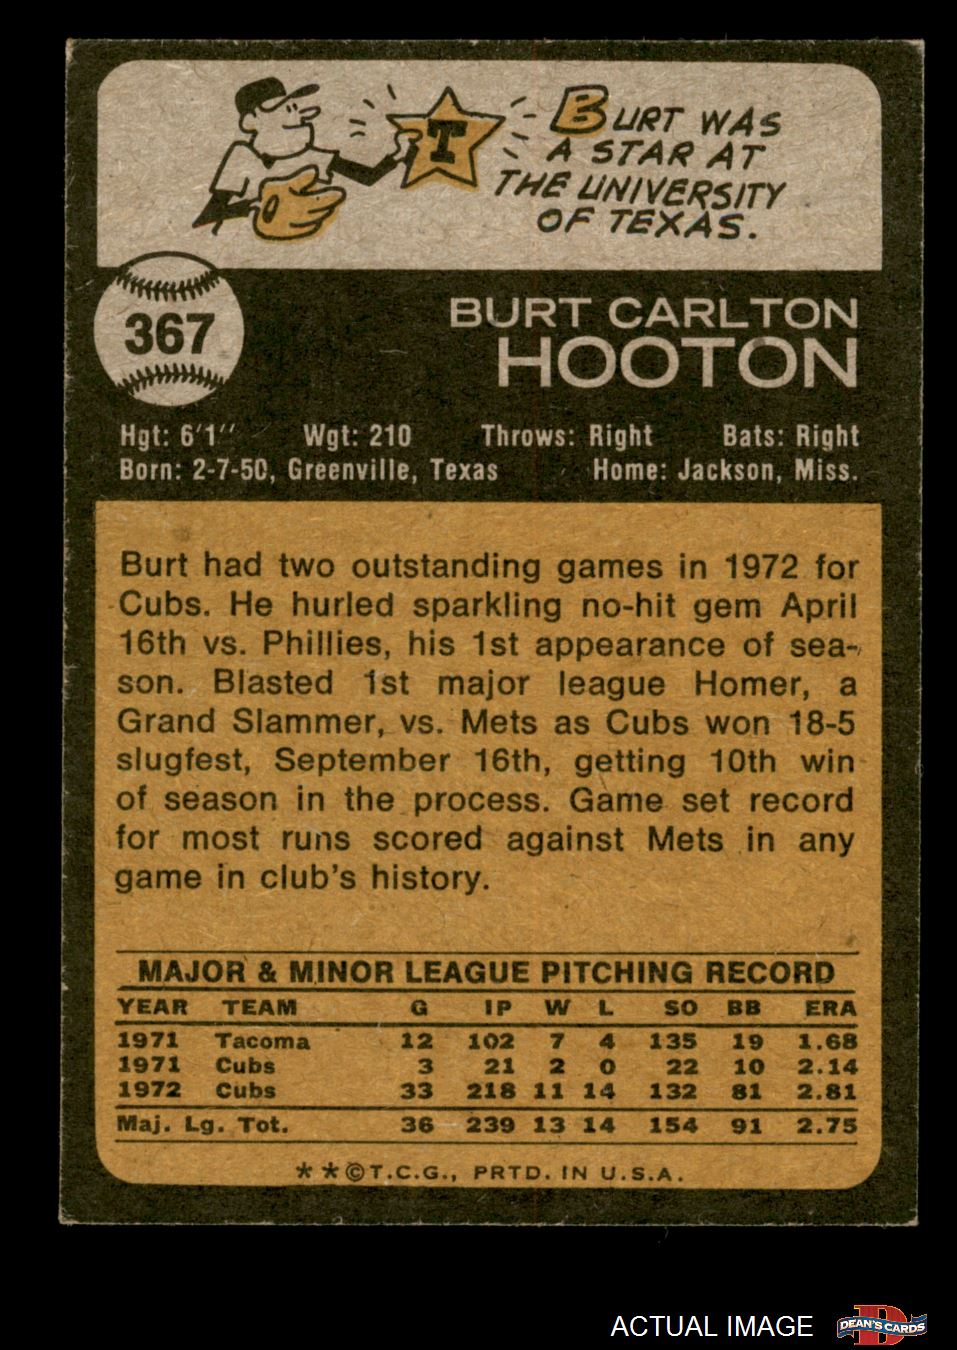 BURT WAS
A STAR AT
THE UNIVERSITY
OF TEXAS.
T
367
BURT CARLTON
HOOTON
Hgt: 6'1" Wgt: 210 Throws: Right Bats: Right
Born: 2-7-50, Greenville, Texas Home: Jackson, Miss.
Burt had two outstanding games in 1972 for
Cubs. He hurled sparkling no-hit gem April
16th vs. Phillies, his 1st appearance of sea-
son. Blasted 1st major league Homer, a
Grand Slammer, vs. Mets as Cubs won 18-5
slugfest, September 16th, getting 10th win
of season in the process. Game set record
for most runs scored against Mets in any
game in club's history.
MAJOR & MINOR LEAGUE PITCHING RECORD
YEAR TEAM G IP W L SO BB ERA
1971 Tacoma 12 102 7 4 135 19 1.68
1971 Cubs 3 21 2 0 22 10 2.14
1972 Cubs 33 218 11 14 132 81 2.81
Maj. Lg. Tot. 36 239 13 14 154 91 2.75
**©T.C.G., PRTD. IN U.S.A.
ACTUAL IMAGE
D
DEAN'S CARDS